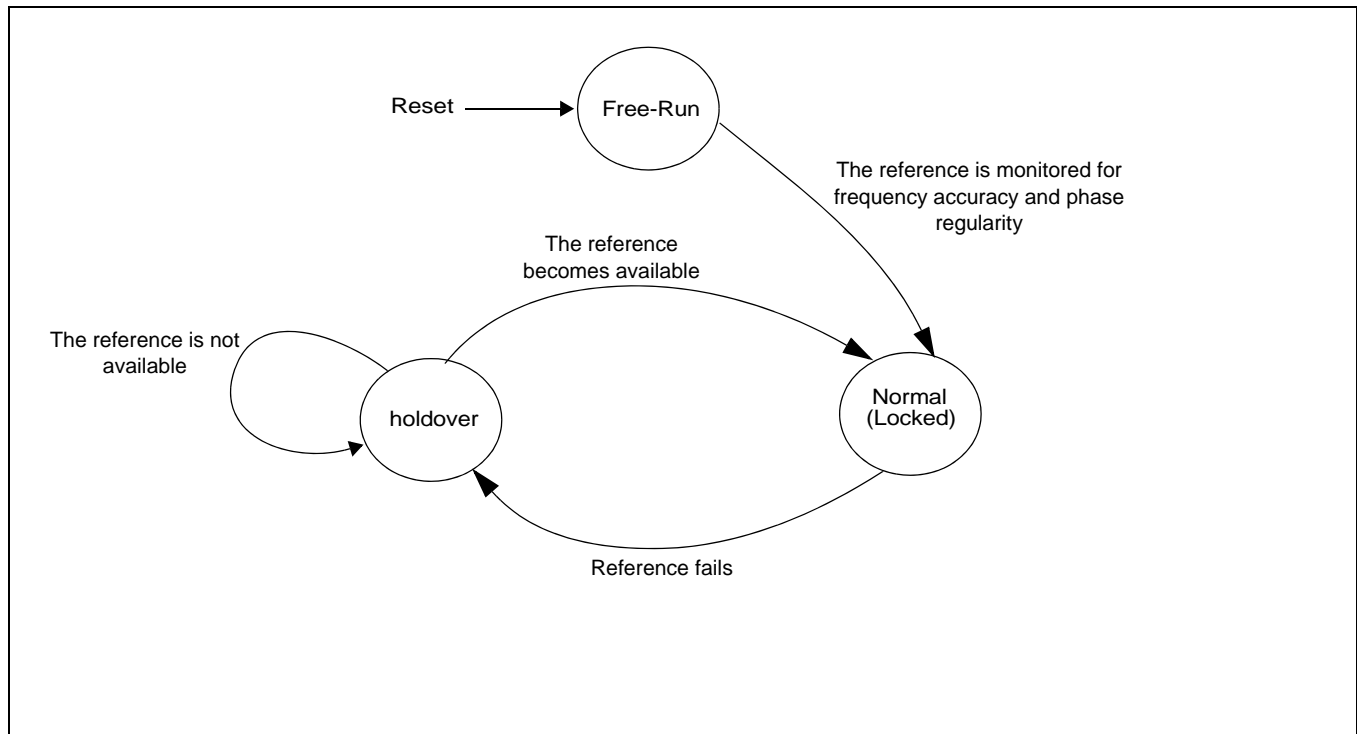 Reset
Free-Run
The reference is monitored for
frequency accuracy and phase
regularity
The reference
becomes available
The reference is not
available
holdover
Normal
(Locked)
Reference fails